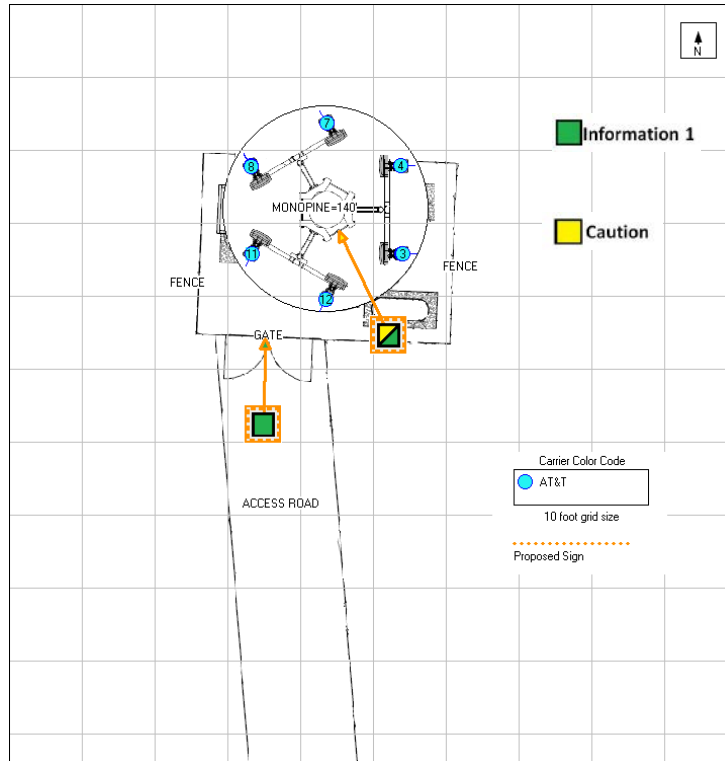 N
7
Information 1
8
4
MONOPINE=140'
Caution
11
3
FENCE
FENCE
12
GATE
Carrier Color Code
AT&T
ACCESS ROAD
10 foot grid size
Proposed Sign